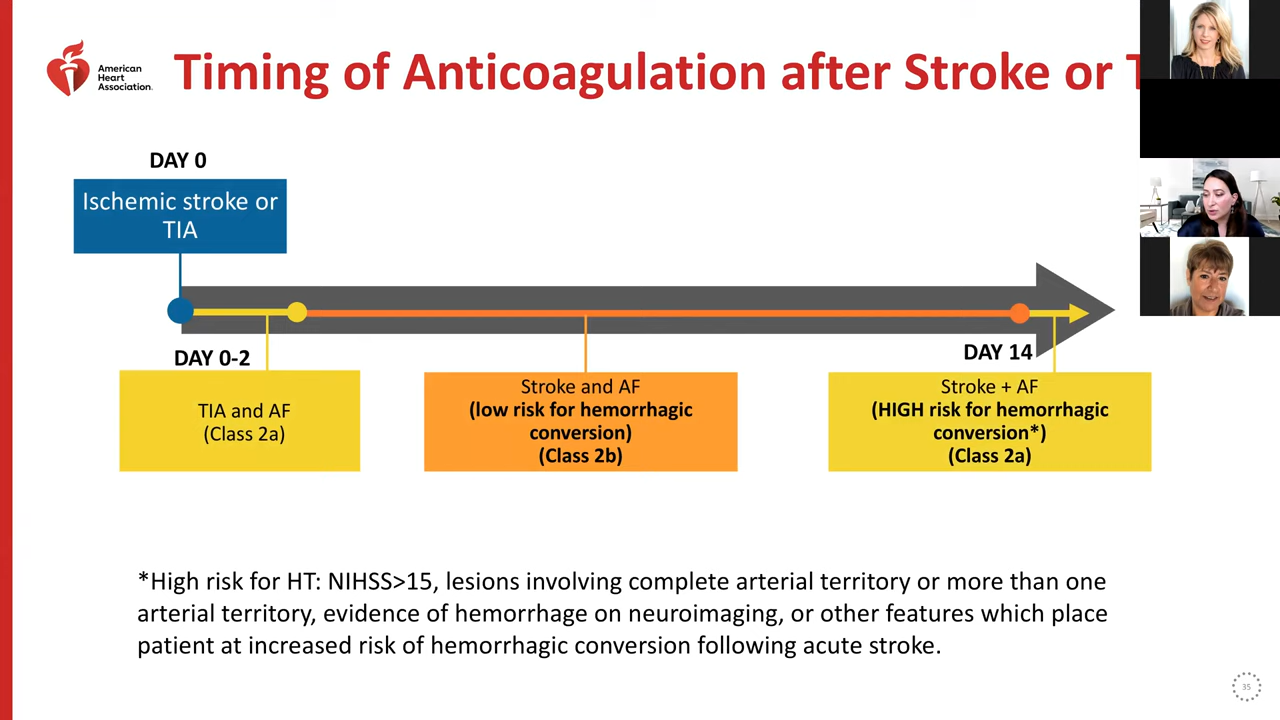 American
Heart
Association.
Timing of Anticoagulation after Stroke or T
DAY 0
Ischemic stroke or
TIA
DAY 0-2
DAY 14
TIA and AF
(Class 2a)
Stroke and AF
(low risk for hemorrhagic
conversion)
(Class 2b)
Stroke + AF
(HIGH risk for hemorrhagic
conversion*)
(Class 2a)
*High risk for HT: NIHSS>15, lesions involving complete arterial territory or more than one
arterial territory, evidence of hemorrhage on neuroimaging, or other features which place
patient at increased risk of hemorrhagic conversion following acute stroke.
35